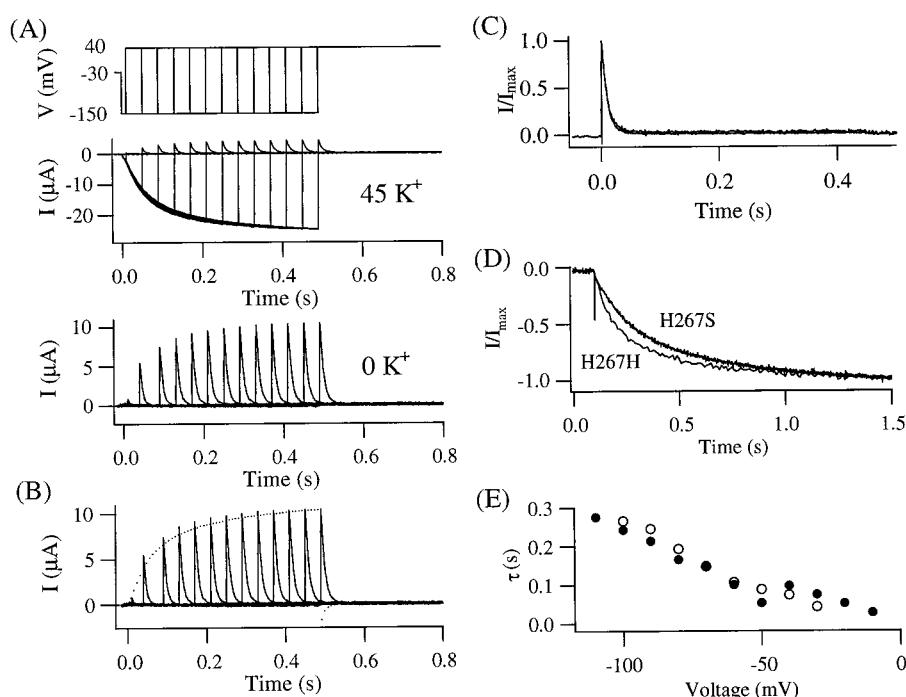 (A)
V (mV)
40
-30
-150
I (µA)
0
-10
-20
45 K⁺
0.0 0.2 0.4 0.6 0.8
Time (s)
I (µA)
10
5
0
0 K⁺
0.0 0.2 0.4 0.6 0.8
Time (s)
(B)
I (µA)
10
5
0
0.0 0.2 0.4 0.6 0.8
Time (s)
(C)
I/Imax
1.0
0.0
0.0 0.2 0.4
Time (s)
(D)
I/Imax
0.0
-0.5
-1.0
H267S
H267H
0.0 0.5 1.0 1.5
Time (s)
(E)
τ (s)
0.3
0.2
0.1
0.0
-100 -50 0
Voltage (mV)